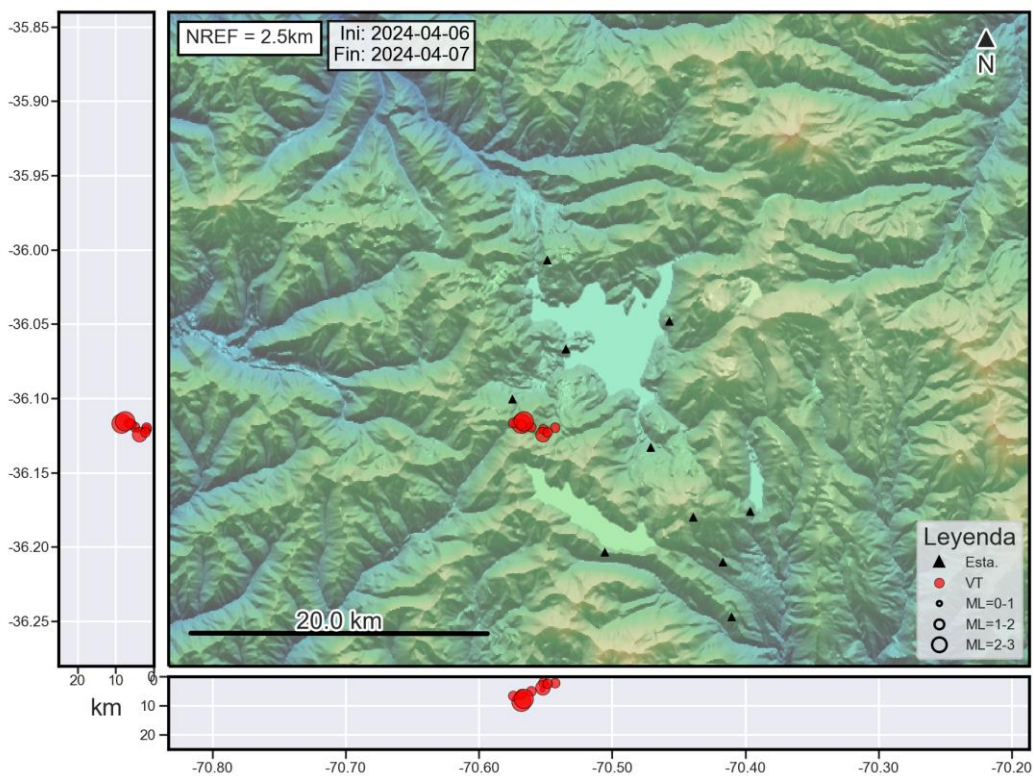 NREF = 2.5km
Ini: 2024-04-06
Fin: 2024-04-07
N
-35.85
-35.90
-35.95
-36.00
-36.05
-36.10
-36.15
-36.20
-36.25
20.0 km
Leyenda
Esta.
VT
ML=0-1
ML=1-2
ML=2-3
20
10
0
km
0
10
20
-70.80
-70.70
-70.60
-70.50
-70.40
-70.30
-70.20